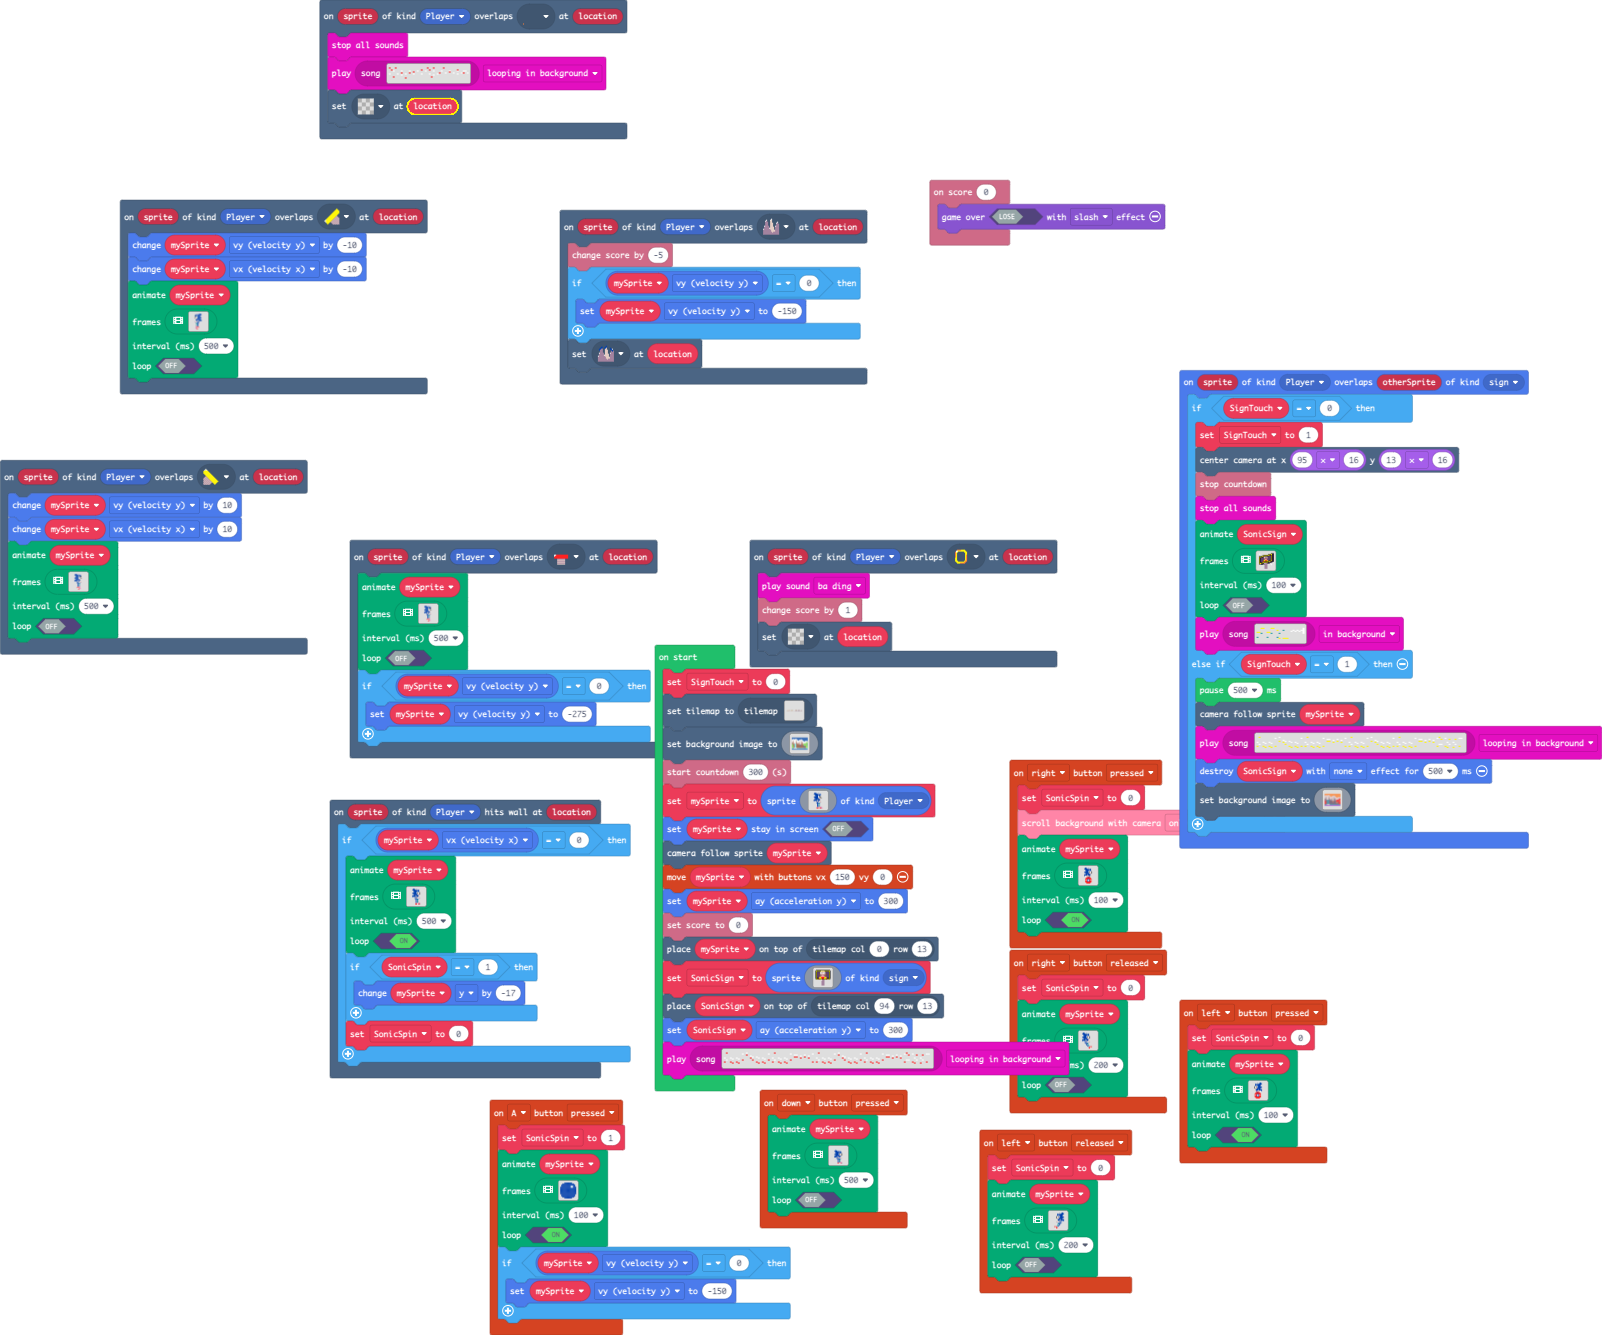 on sprite of kind Player overlaps at location
stop all sounds
play song looping in background
set at location
on score 0
game over LOSE with slash effect
on sprite of kind Player overlaps at location
change mySprite vy (velocity y) by -10
change mySprite vx (velocity x) by -10
animate mySprite
frames
interval (ms) 500
loop OFF
on sprite of kind Player overlaps at location
change score by -5
if mySprite vy (velocity y) = 0 then
set mySprite vy (velocity y) to -150
set at location
on sprite of kind Player overlaps otherSprite of kind sign
if SignTouch = 0 then
set SignTouch to 1
center camera at x 95 x 16 y 13 x 16
stop countdown
stop all sounds
animate SonicSign
frames
interval (ms) 100
loop OFF
play song in background
else if SignTouch = 1 then
pause 500 ms
camera follow sprite mySprite
play song looping in background
destroy SonicSign with none effect for 500 ms
set background image to
on sprite of kind Player overlaps at location
change mySprite vy (velocity y) by 10
change mySprite vx (velocity x) by 10
animate mySprite
frames
interval (ms) 500
loop OFF
on sprite of kind Player overlaps at location
animate mySprite
frames
interval (ms) 500
loop OFF
if mySprite vy (velocity y) = 0 then
set mySprite vy (velocity y) to -275
on sprite of kind Player overlaps at location
play sound ba ding
change score by 1
set at location
on start
set SignTouch to 0
set tilemap to tilemap
set background image to
start countdown 300 (s)
set mySprite to sprite of kind Player
set mySprite stay in screen OFF
camera follow sprite mySprite
move mySprite with buttons vx 150 vy 0
set mySprite ay (acceleration y) to 300
set score to 0
place mySprite on top of tilemap col 0 row 13
set SonicSign to sprite of kind sign
place SonicSign on top of tilemap col 94 row 13
set SonicSign ay (acceleration y) to 300
play song looping in background
on sprite of kind Player hits wall at location
if mySprite vx (velocity x) = 0 then
animate mySprite
frames
interval (ms) 500
loop ON
if SonicSpin = 1 then
change mySprite y by -17
set SonicSpin to 0
on right button pressed
set SonicSpin to 0
scroll background with camera on
animate mySprite
frames
interval (ms) 100
loop ON
on right button released
set SonicSpin to 0
animate mySprite
frames
ms) 200
loop OFF
on left button pressed
set SonicSpin to 0
animate mySprite
frames
interval (ms) 100
loop ON
on A button pressed
set SonicSpin to 1
animate mySprite
frames
interval (ms) 100
loop ON
if mySprite vy (velocity y) = 0 then
set mySprite vy (velocity y) to -150
on down button pressed
animate mySprite
frames
interval (ms) 500
loop OFF
on left button released
set SonicSpin to 0
animate mySprite
frames
interval (ms) 200
loop OFF